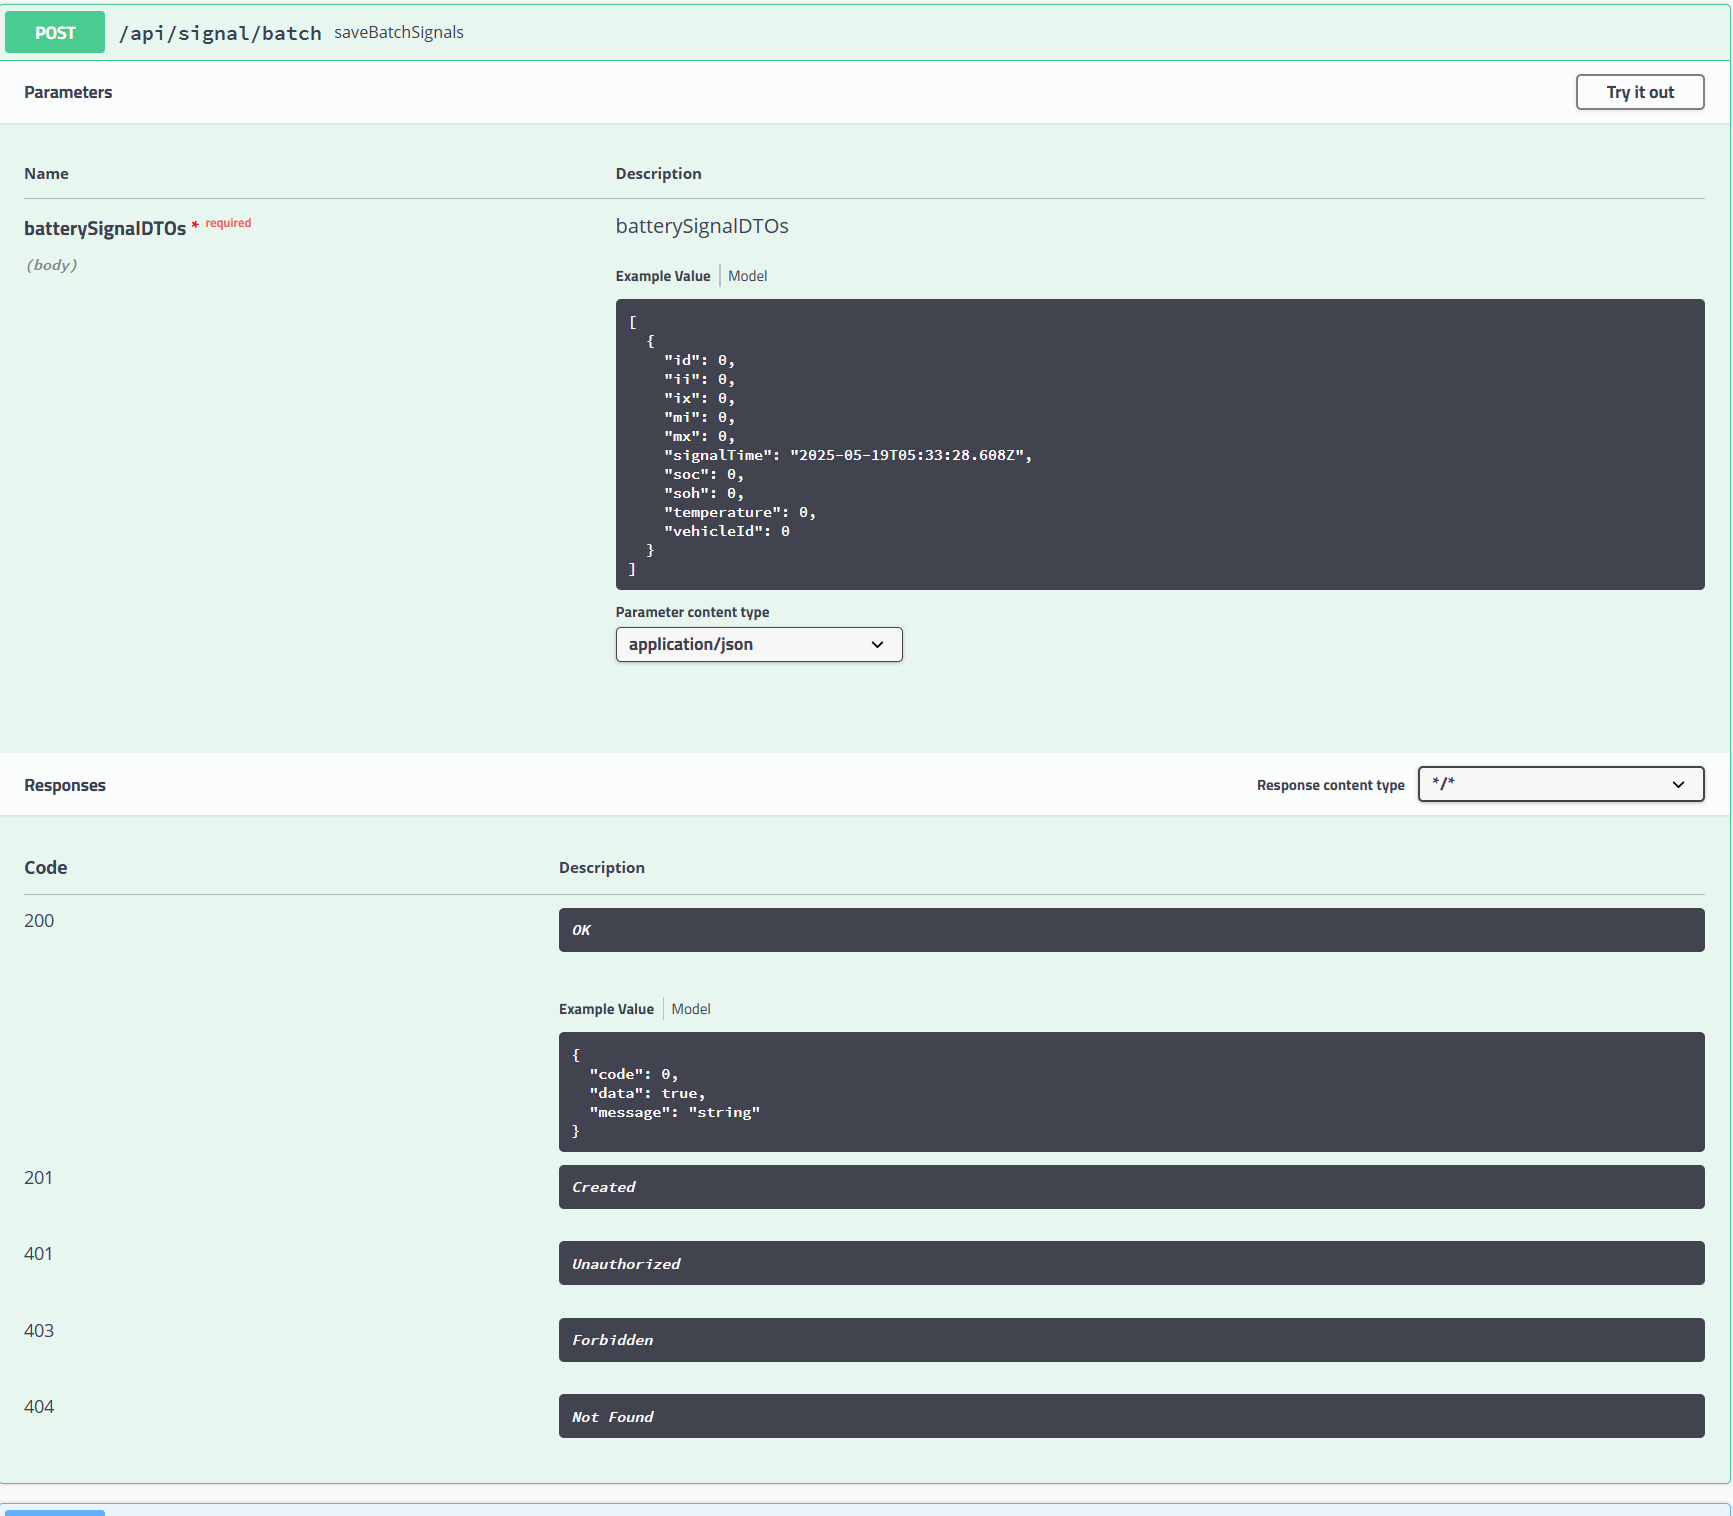 POST /api/signal/batch saveBatchSignals
Parameters
Try it out
Name Description
batterySignalDTOs * required
(body)
batterySignalDTOs
Example Value Model
[
  {
    "id": 0,
    "ii": 0,
    "ix": 0,
    "mi": 0,
    "mx": 0,
    "signalTime": "2025-05-19T05:33:28.608Z",
    "soc": 0,
    "soh": 0,
    "temperature": 0,
    "vehicleId": 0
  }
]
Parameter content type
application/json
Responses
Response content type */*
Code Description
200
OK
Example Value Model
{
  "code": 0,
  "data": true,
  "message": "string"
}
201
Created
401
Unauthorized
403
Forbidden
404
Not Found